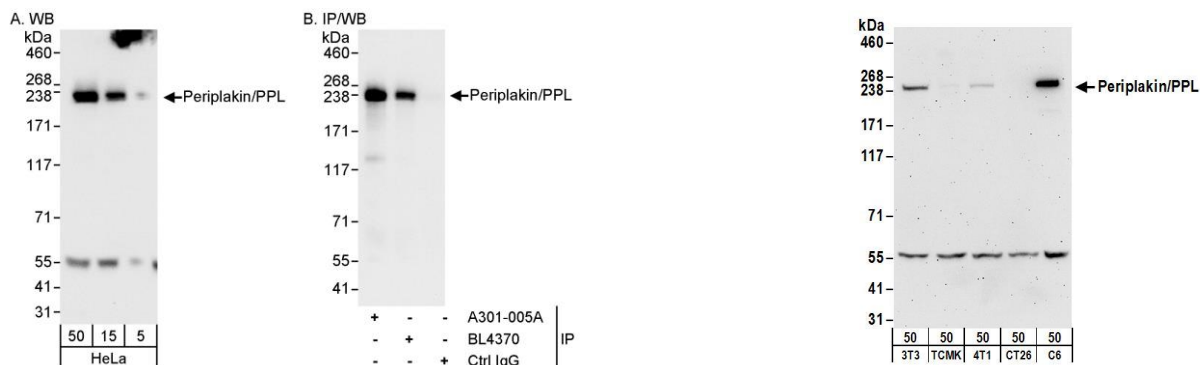 A. WB
kDa
460
268
238
171
117
71
55
41
31
←Periplakin/PPL
50 15 5
HeLa
B. IP/WB
kDa
460
268
238
171
117
71
55
41
←Periplakin/PPL
+ - - A301-005A
- + - BL4370
- - + Ctrl IgG
IP
kDa
460
268
238
171
117
71
55
41
31
←Periplakin/PPL
50 50 50 50 50
3T3 TCMK 4T1 CT26 C6